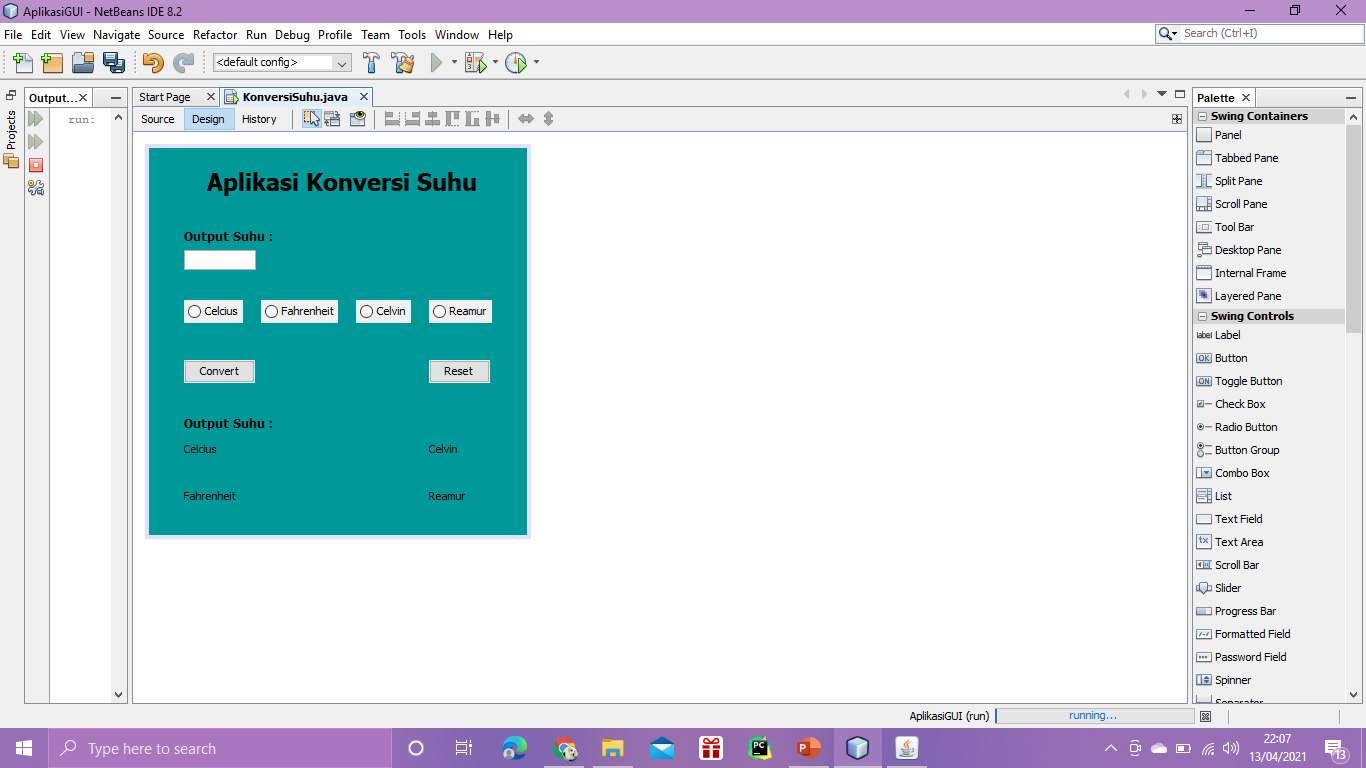 AplikasiGUI - NetBeans IDE 8.2
File Edit View Navigate Source Refactor Run Debug Profile Team Tools Window Help
Search (Ctrl+I)
<default config>
Projects
Output...
run:
Start Page
KonversiSuhu.java
Source Design History
Aplikasi Konversi Suhu
Output Suhu :
Celcius Fahrenheit Celvin Reamur
Convert Reset
Output Suhu :
Celcius Celvin
Fahrenheit Reamur
Palette
Swing Containers
Panel
Tabbed Pane
Split Pane
Scroll Pane
Tool Bar
Desktop Pane
Internal Frame
Layered Pane
Swing Controls
label Label
OK Button
ON Toggle Button
Check Box
Radio Button
Button Group
Combo Box
List
Text Field
Text Area
Scroll Bar
Slider
Progress Bar
Formatted Field
Password Field
Spinner
Separator
AplikasiGUI (run) running...
Type here to search
PC
P
22:07
13/04/2021
13